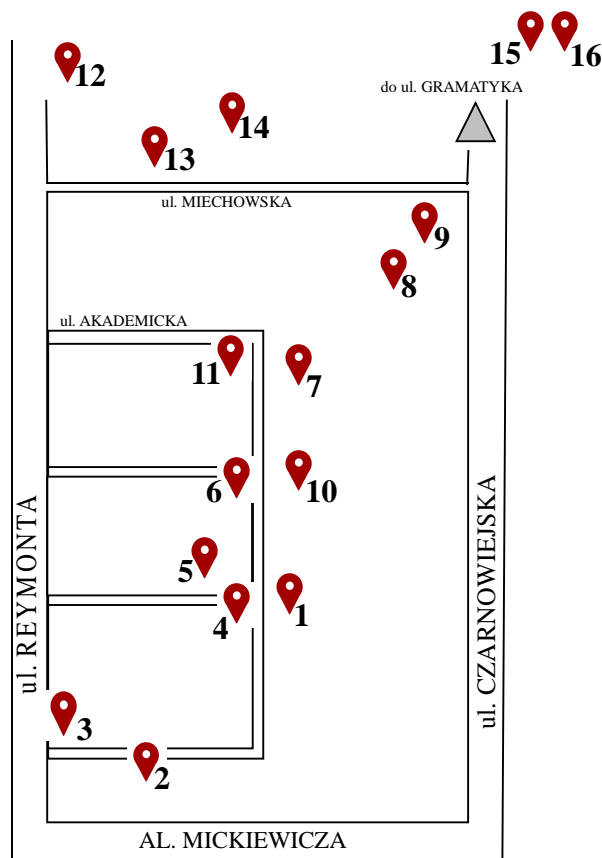 15
16
12
do ul. GRAMATYKA
14
13
ul. MIECHOWSKA
9
8
ul. AKADEMICKA
11
7
6
10
ul. REYMONTA
ul. CZARNOWIEJSKA
5
4
1
3
2
AL. MICKIEWICZA